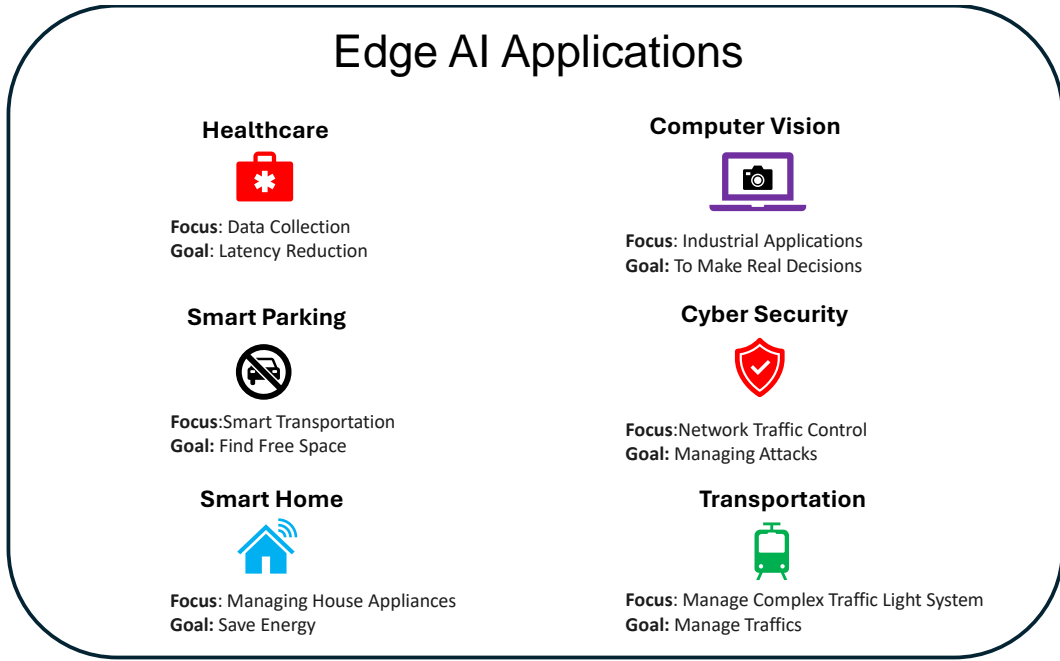 Edge AI Applications
Healthcare
Focus: Data Collection
Goal: Latency Reduction
Computer Vision
Focus: Industrial Applications
Goal: To Make Real Decisions
Smart Parking
Focus:Smart Transportation
Goal: Find Free Space
Cyber Security
Focus:Network Traffic Control
Goal: Managing Attacks
Smart Home
Focus: Managing House Appliances
Goal: Save Energy
Transportation
Focus: Manage Complex Traffic Light System
Goal: Manage Traffics